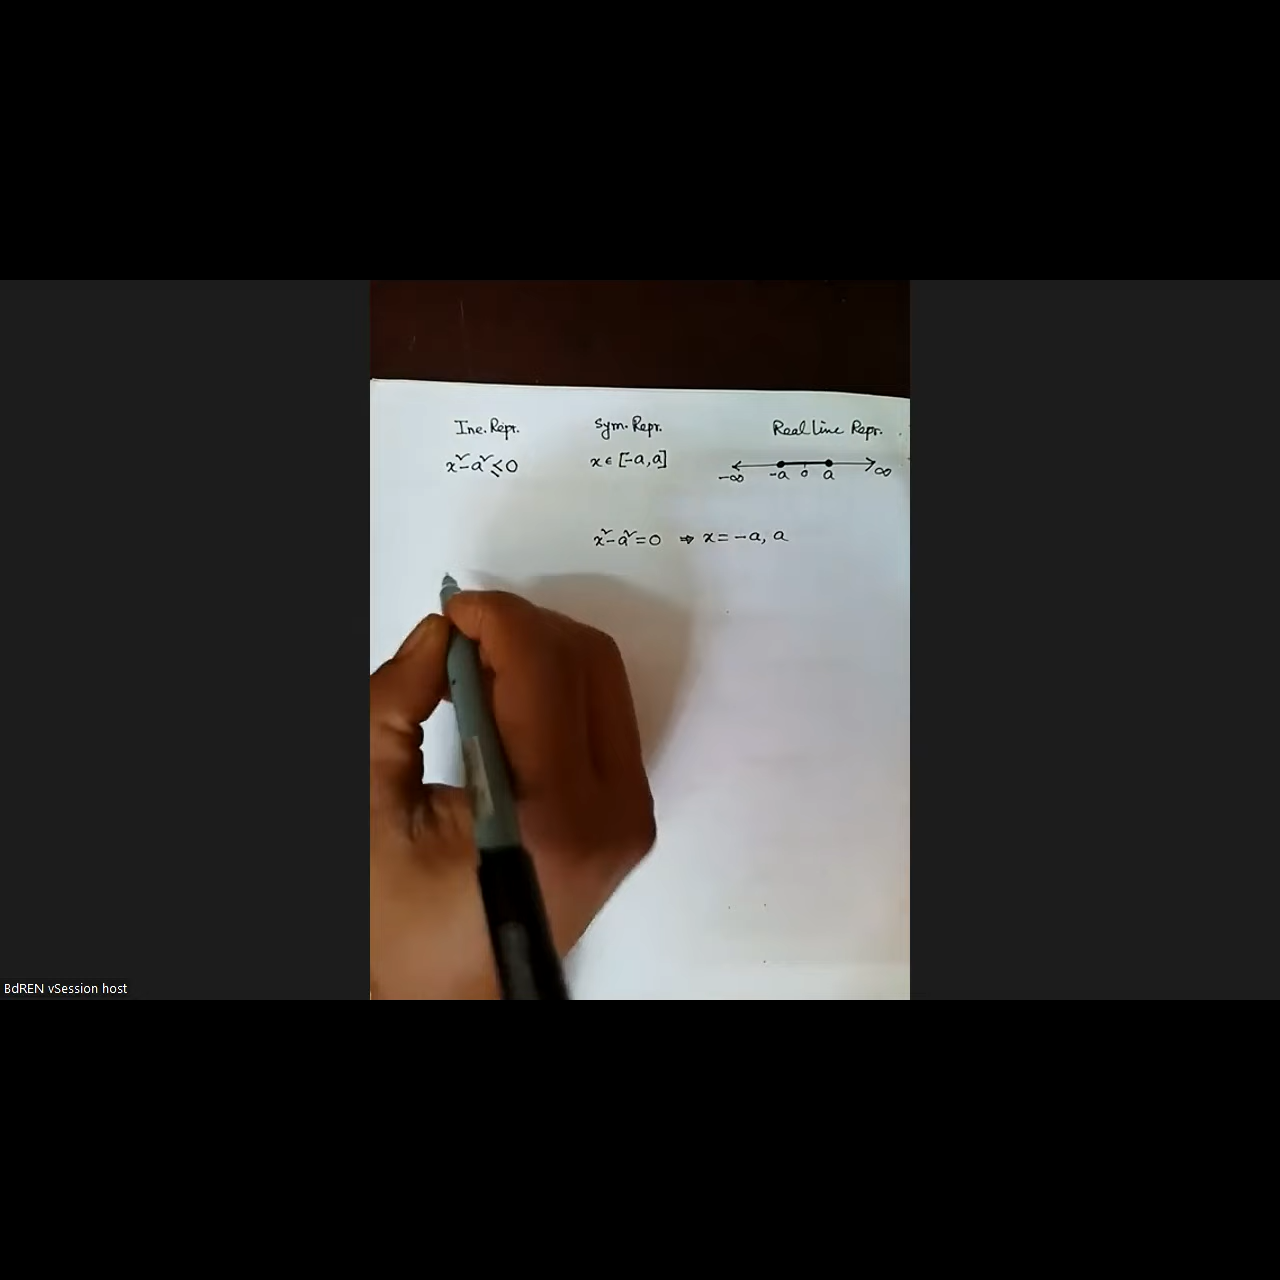 Ine. Repr. Sym. Repr. Real Line Repr.
x² - a² ≤ 0 x ∈ [-a, a] -∞ -a 0 a ∞
x² - a² = 0 ⇒ x = -a, a
BdREN vSession host